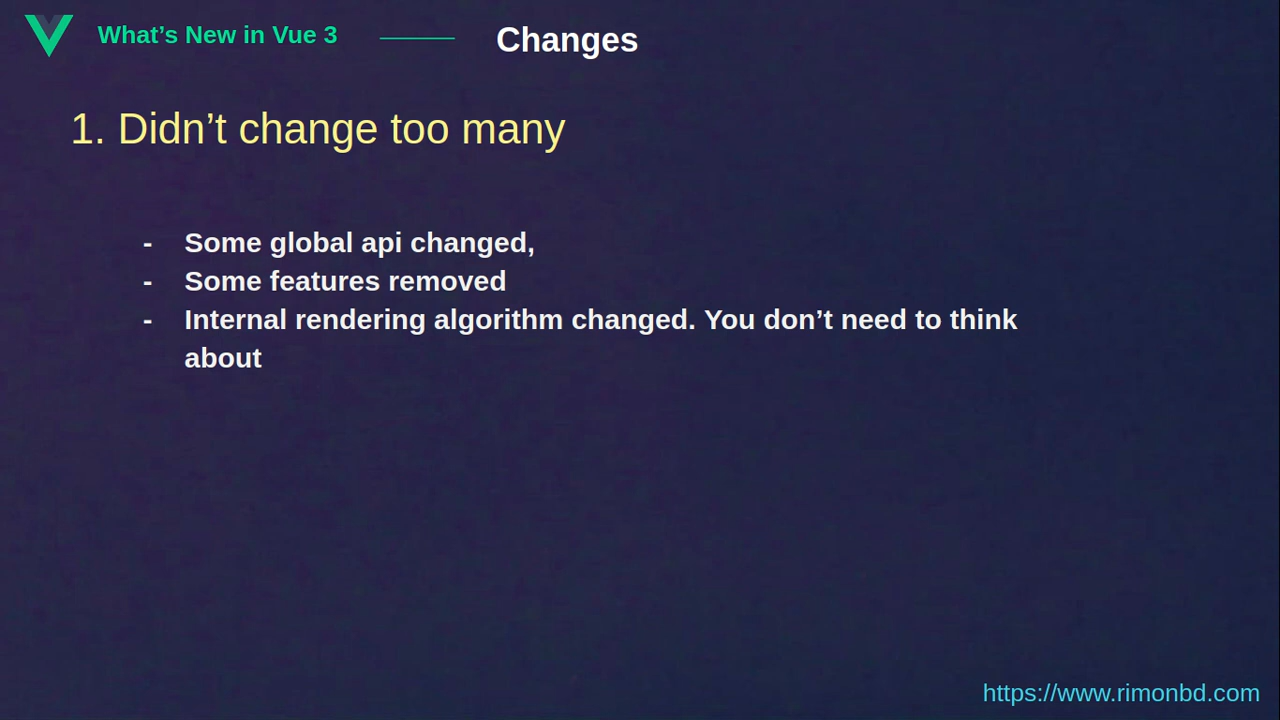 What’s New in Vue 3
Changes
1. Didn’t change too many
- Some global api changed,
- Some features removed
- Internal rendering algorithm changed. You don’t need to think
about
https://www.rimonbd.com